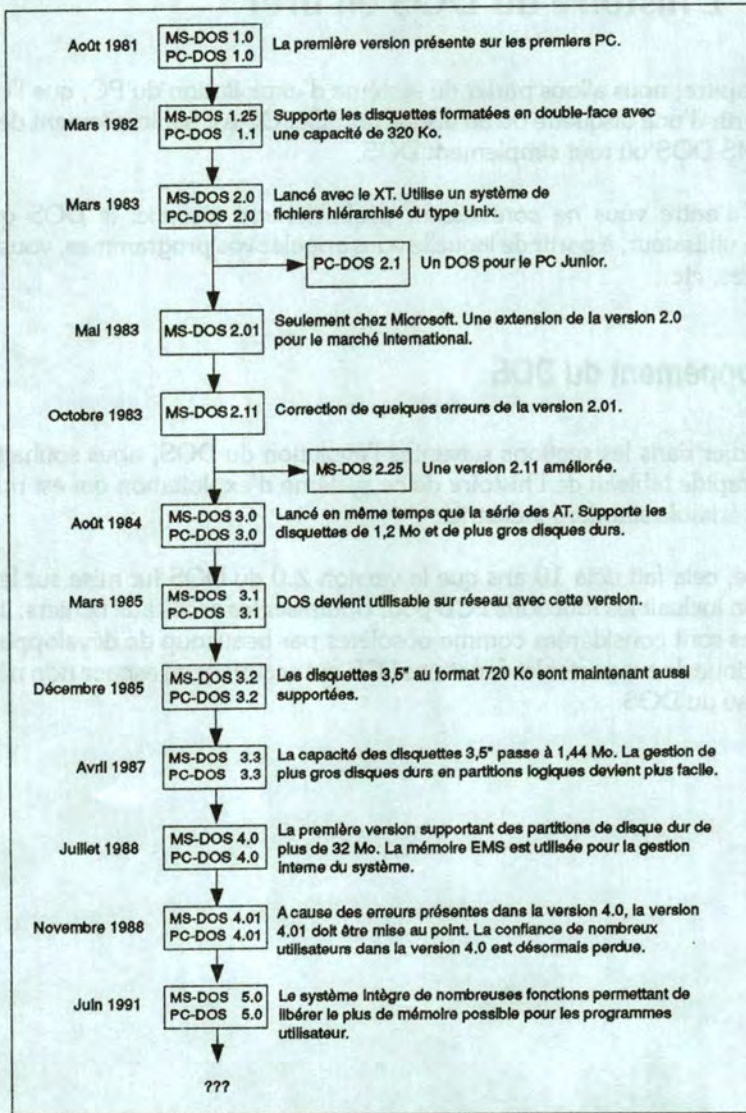 Août 1981
MS-DOS 1.0
PC-DOS 1.0
La première version présente sur les premiers PC.
Mars 1982
MS-DOS 1.25
PC-DOS 1.1
Supporte les disquettes formatées en double-face avec
une capacité de 320 Ko.
Mars 1983
MS-DOS 2.0
PC-DOS 2.0
Lancé avec le XT. Utilise un système de
fichiers hiérarchisé du type Unix.
PC-DOS 2.1
Un DOS pour le PC Junior.
Mai 1983
MS-DOS 2.01
Seulement chez Microsoft. Une extension de la version 2.0
pour le marché international.
Octobre 1983
MS-DOS 2.11
Correction de quelques erreurs de la version 2.01.
MS-DOS 2.25
Une version 2.11 améliorée.
Août 1984
MS-DOS 3.0
PC-DOS 3.0
Lancé en même temps que la série des AT. Supporte les
disquettes de 1,2 Mo et de plus gros disques durs.
Mars 1985
MS-DOS 3.1
PC-DOS 3.1
DOS devient utilisable sur réseau avec cette version.
Décembre 1985
MS-DOS 3.2
PC-DOS 3.2
Les disquettes 3,5" au format 720 Ko sont maintenant aussi
supportées.
Avril 1987
MS-DOS 3.3
PC-DOS 3.3
La capacité des disquettes 3,5" passe à 1,44 Mo. La gestion de
plus gros disques durs en partitions logiques devient plus facile.
Juillet 1988
MS-DOS 4.0
PC-DOS 4.0
La première version supportant des partitions de disque dur de
plus de 32 Mo. La mémoire EMS est utilisée pour la gestion
interne du système.
Novembre 1988
MS-DOS 4.01
PC-DOS 4.01
A cause des erreurs présentes dans la version 4.0, la version
4.01 doit être mise au point. La confiance de nombreux
utilisateurs dans la version 4.0 est désormais perdue.
Juin 1991
MS-DOS 5.0
PC-DOS 5.0
Le système intègre de nombreuses fonctions permettant de
libérer le plus de mémoire possible pour les programmes
utilisateur.
???